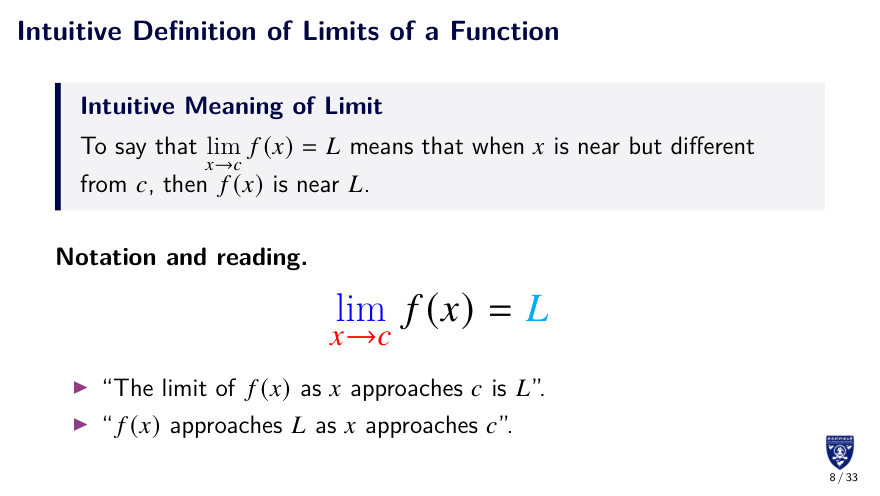 Intuitive Definition of Limits of a Function
Intuitive Meaning of Limit
To say that lim f(x) = L means that when x is near but different
x→c
from c, then f(x) is near L.
Notation and reading.
lim f(x) = L
x→c
▶ “The limit of f(x) as x approaches c is L”.
▶ “f(x) approaches L as x approaches c”.
8 / 33